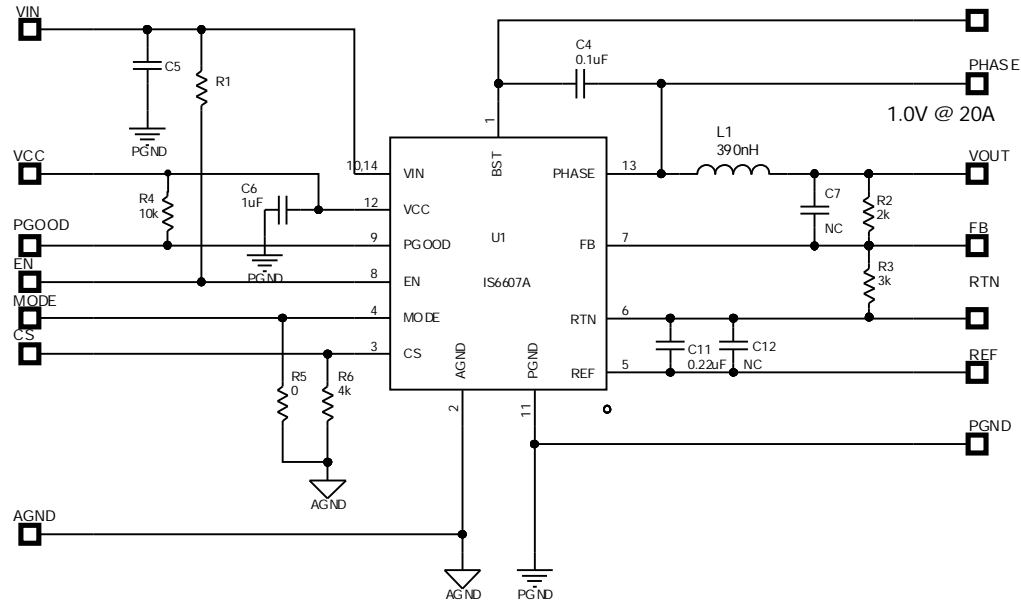 VIN
C5
R1
PGND
VCC
R4
10k
C6
1uF
PGND
PGOOD
EN
MODE
CS
R5
0
R6
4k
AGND
AGND
AGND
PGND
10,14
12
9
8
4
3
2
11
1
13
7
6
5
VIN
VCC
PGOOD
EN
MODE
CS
BST
U1
IS6607A
AGND
PGND
PHASE
FB
RTN
REF
C4
0.1uF
PHASE
1.0V @ 20A
L1
390nH
VOUT
C7
NC
R2
2k
FB
R3
3k
RTN
C11
0.22uF
C12
NC
REF
PGND